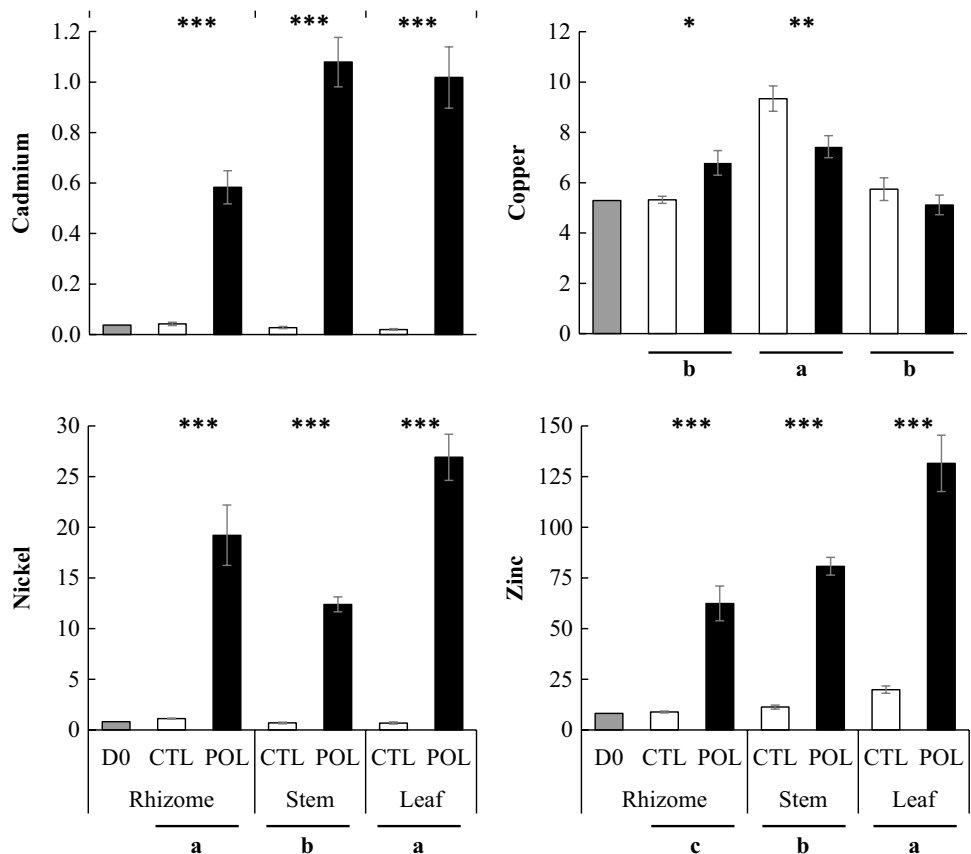 *** *** ***
1.2
1.0
0.8
0.6
0.4
0.2
0.0
Cadmium
* **
12
10
8
6
4
2
0
Copper
b a b
*** *** ***
30
25
20
15
10
5
0
Nickel
D0 CTL POL CTL POL CTL POL
Rhizome Stem Leaf
a b a
*** *** ***
150
125
100
75
50
25
0
Zinc
D0 CTL POL CTL POL CTL POL
Rhizome Stem Leaf
c b a